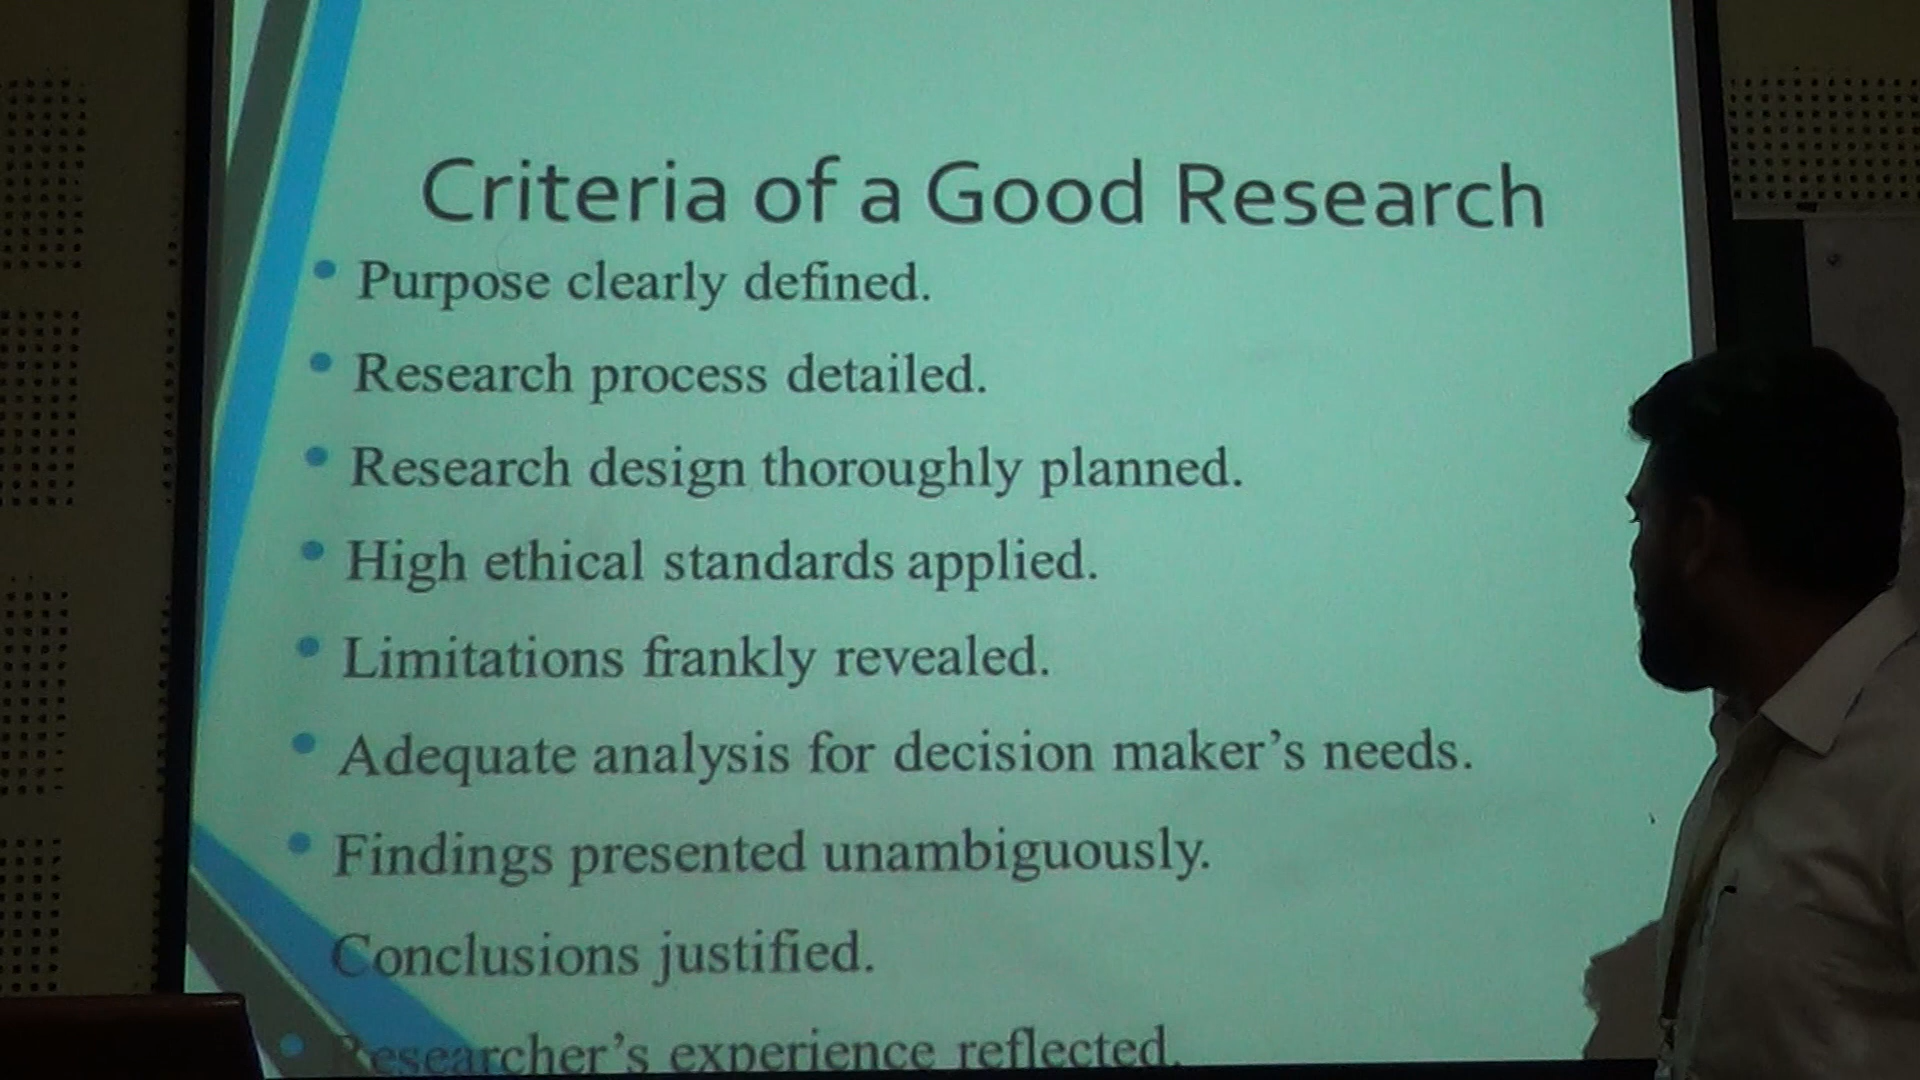 Criteria of a Good Research
• Purpose clearly defined.
• Research process detailed.
• Research design thoroughly planned.
• High ethical standards applied.
• Limitations frankly revealed.
• Adequate analysis for decision maker’s needs.
• Findings presented unambiguously.
Conclusions justified.
• Researcher’s experience reflected.